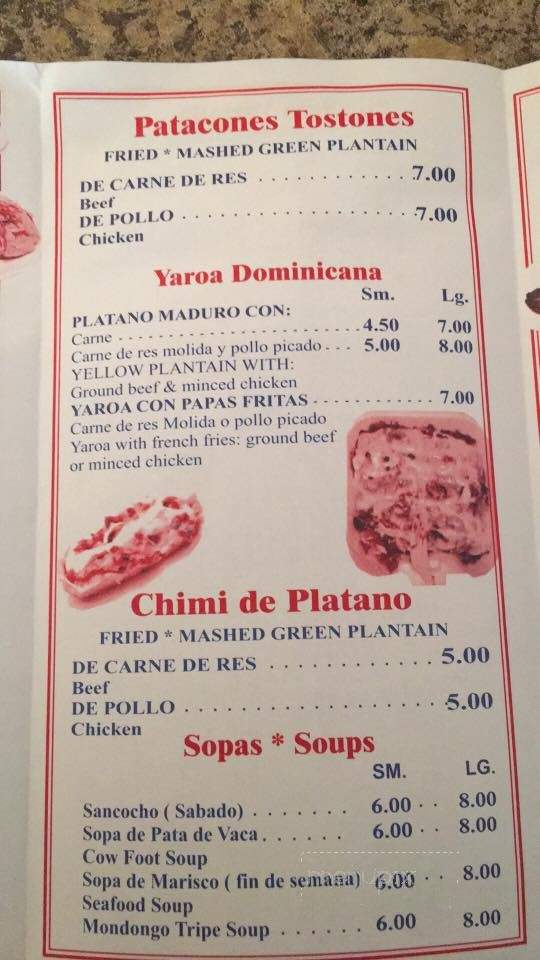 Patacones Tostones
FRIED * MASHED GREEN PLANTAIN
DE CARNE DE RES . . . . . . . . . . . . . 7.00
Beef
DE POLLO . . . . . . . . . . . . . . . . . . . . 7.00
Chicken
Yaroa Dominicana
Sm. Lg.
PLATANO MADURO CON:
Carne - - - - - - - - - - - - - - - - - - - . . . . 4.50 7.00
Carne de res molida y pollo picado . . . 5.00 8.00
YELLOW PLANTAIN WITH:
Ground beef & minced chicken
YAROA CON PAPAS FRITAS . . . . . . . . . . . . 7.00
Carne de res Molida o pollo picado
Yaroa with french fries: ground beef
or minced chicken
Chimi de Platano
FRIED * MASHED GREEN PLANTAIN
DE CARNE DE RES . . . . . . . . . . . . . 5.00
Beef
DE POLLO . . . . . . . . . . . . . . . . . . . . 5.00
Chicken
Sopas * Soups
SM. LG.
Sancocho ( Sabado) . . . . . . . 6.00 . . 8.00
Sopa de Pata de Vaca . . . . . . 6.00 . . 8.00
Cow Foot Soup
Sopa de Marisco ( fin de semana) 6.00 . . 8.00
Seafood Soup
Mondongo Tripe Soup . . . . . . 6.00 8.00